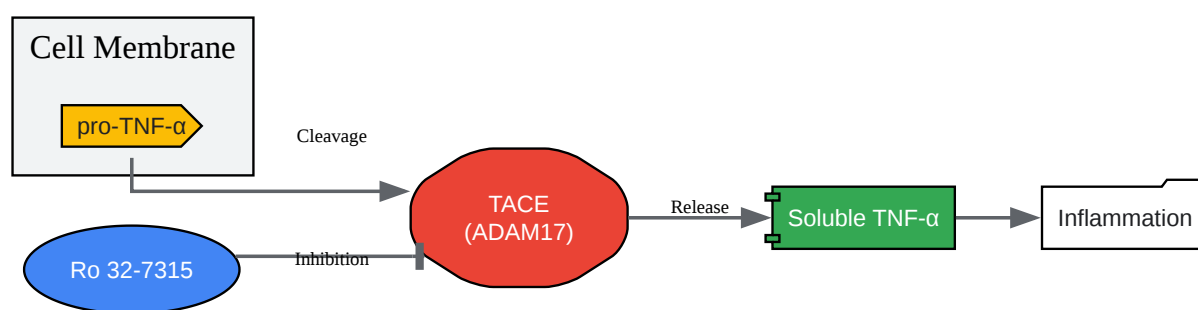 Cell Membrane
pro-TNF-α
Cleavage
TACE
(ADAM17)
Release
Soluble TNF-α
Inflammation
Ro 32-7315
Inhibition